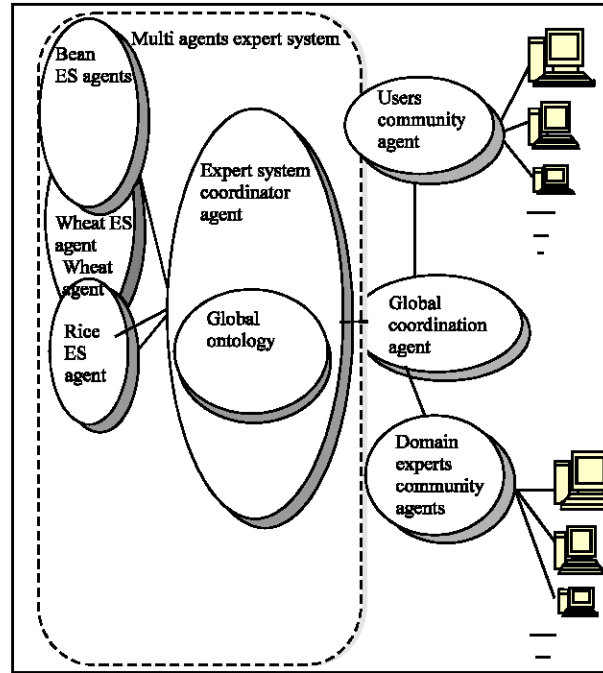 Multi agents expert system
Bean
ES agents
Wheat ES
agent
Wheat
agent
Rice
ES
agent
Expert system
coordinator
agent
Global
ontology
Users
community
agent
Global
coordination
agent
Domain
experts
community
agents